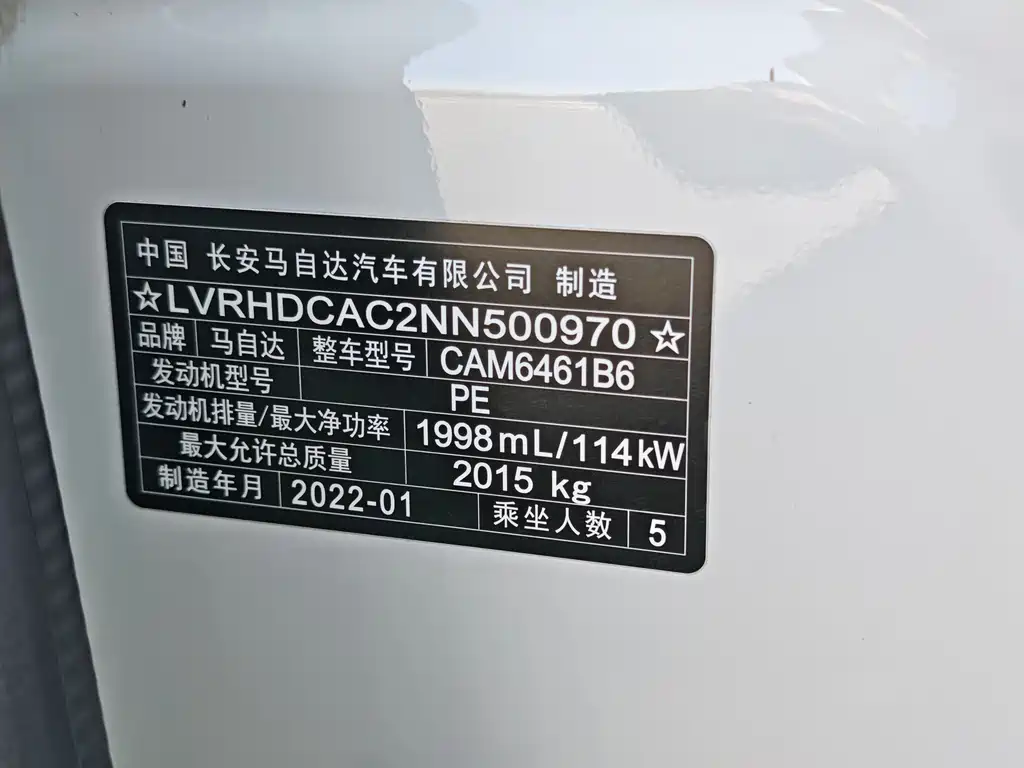 中国 长安马自达汽车有限公司 制造
☆LVRHDCAC2NN500970☆
品牌 马自达 整车型号 CAM6461B6
发动机型号 PE
发动机排量/最大净功率 1998mL/114kW
最大允许总质量 2015 kg
制造年月 2022-01 乘坐人数 5